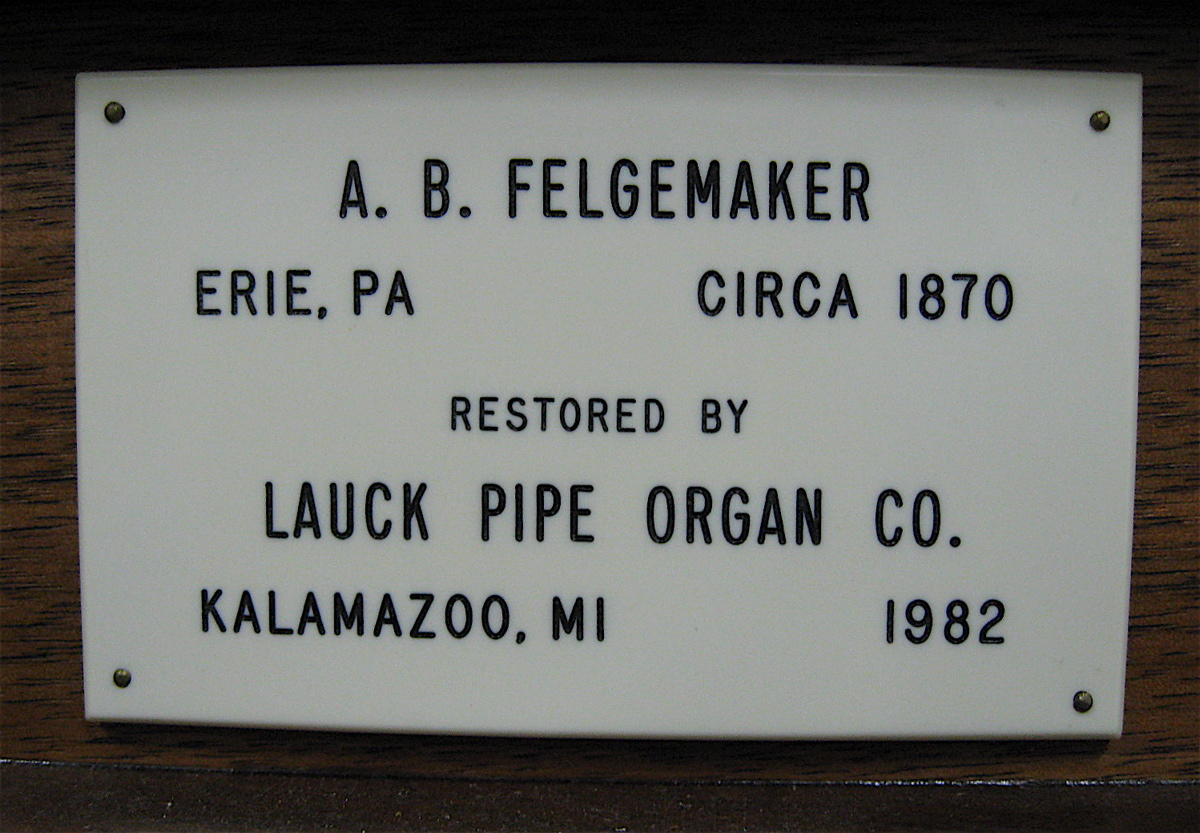 A. B. FELGEMAKER
ERIE, PA CIRCA 1870
RESTORED BY
LAUCK PIPE ORGAN CO.
KALAMAZOO, MI 1982